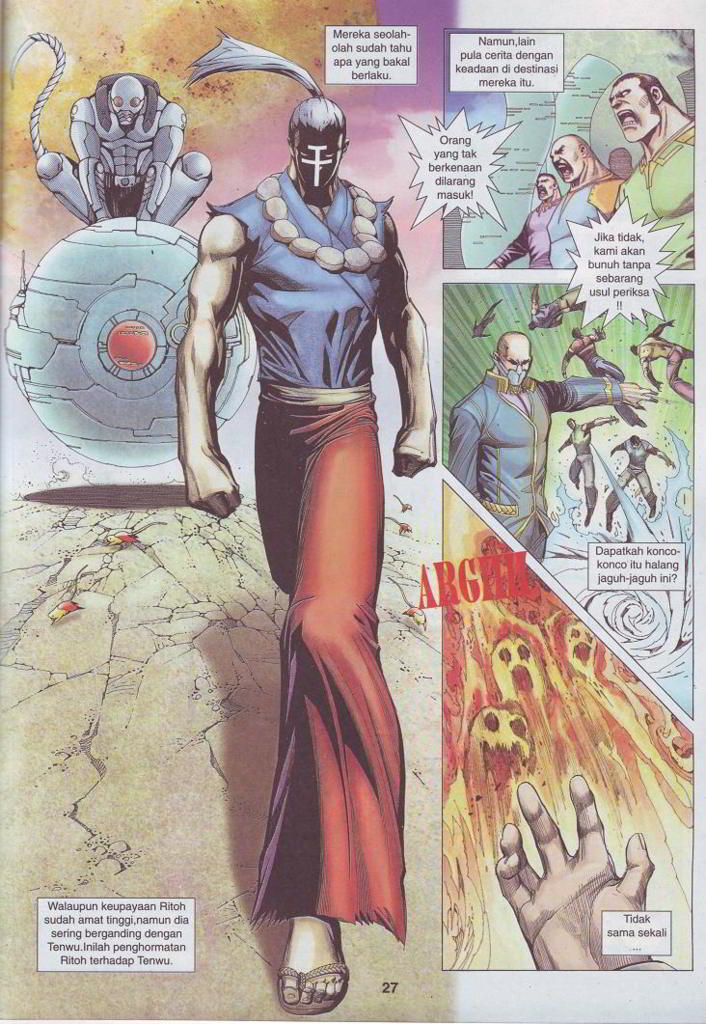 Mereka seolah-
olah sudah tahu
apa yang bakal
berlaku.
Walaupun keupayaan Ritoh
sudah amat tinggi,namun dia
sering berganding dengan
Tenwu.Inilah penghormatan
Ritoh terhadap Tenwu.
Namun,lain
pula cerita dengan
keadaan di destinasi
mereka itu.
Orang
yang tak
berkenaan
dilarang
masuk!
Jika tidak,
kami akan
bunuh tanpa
sebarang
usul periksa
!!
Dapatkah konco-
konco itu halang
jaguh-jaguh ini?
ARGHH
Tidak
sama sekali
....
27